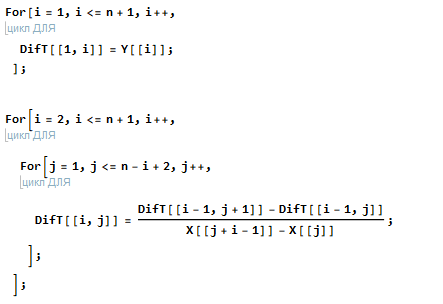 For[i = 1, i <= n + 1, i++,
цикл ДЛЯ
DifT[[1, i]] = Y[[i]];
];
For[i = 2, i <= n + 1, i++,
цикл ДЛЯ
For[j = 1, j <= n - i + 2, j++,
цикл ДЛЯ
DifT[[i, j]] = (DifT[[i - 1, j + 1]] - DifT[[i - 1, j]]) / (X[[j + i - 1]] - X[[j]]);
];
];